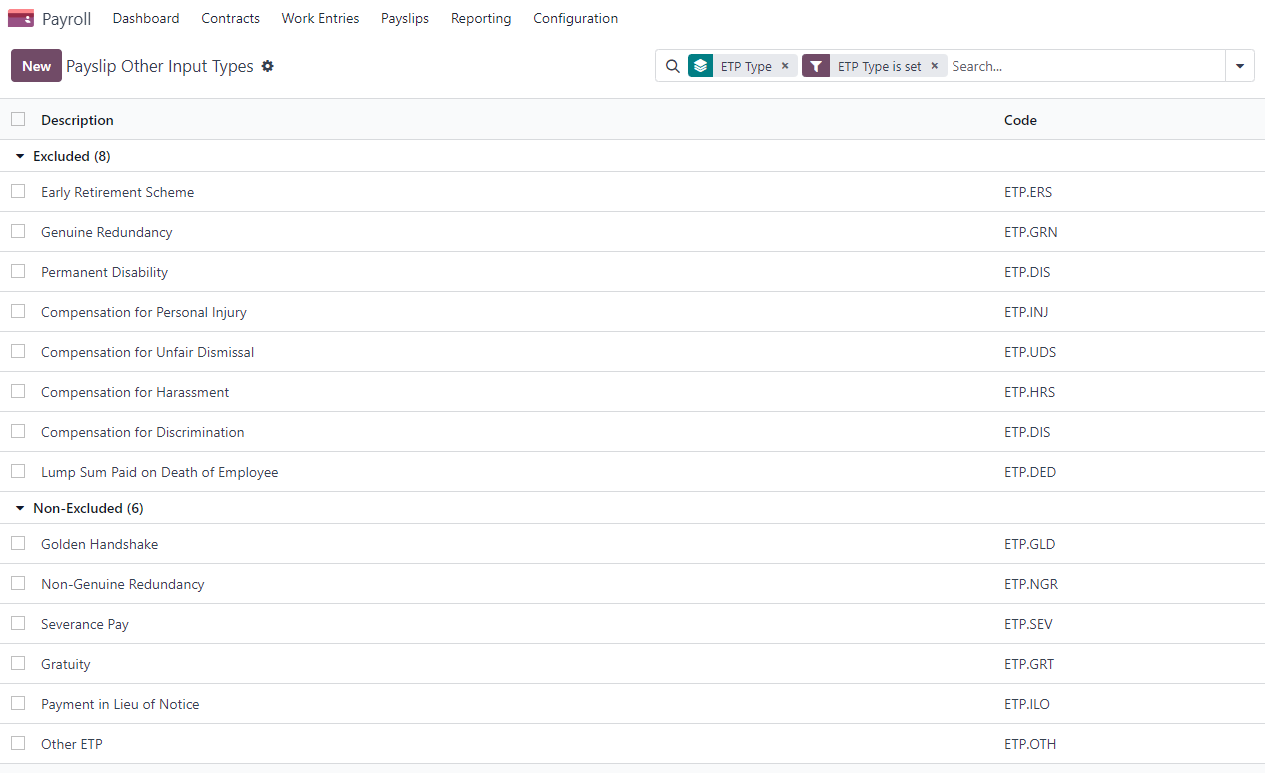 Payroll Dashboard Contracts Work Entries Payslips Reporting Configuration
New Payslip Other Input Types ETP Type × ETP Type is set × Search...
Description Code
Excluded (8)
Early Retirement Scheme ETP.ERS
Genuine Redundancy ETP.GRN
Permanent Disability ETP.DIS
Compensation for Personal Injury ETP.INJ
Compensation for Unfair Dismissal ETP.UDS
Compensation for Harassment ETP.HRS
Compensation for Discrimination ETP.DIS
Lump Sum Paid on Death of Employee ETP.DED
Non-Excluded (6)
Golden Handshake ETP.GLD
Non-Genuine Redundancy ETP.NGR
Severance Pay ETP.SEV
Gratuity ETP.GRT
Payment in Lieu of Notice ETP.ILO
Other ETP ETP.OTH